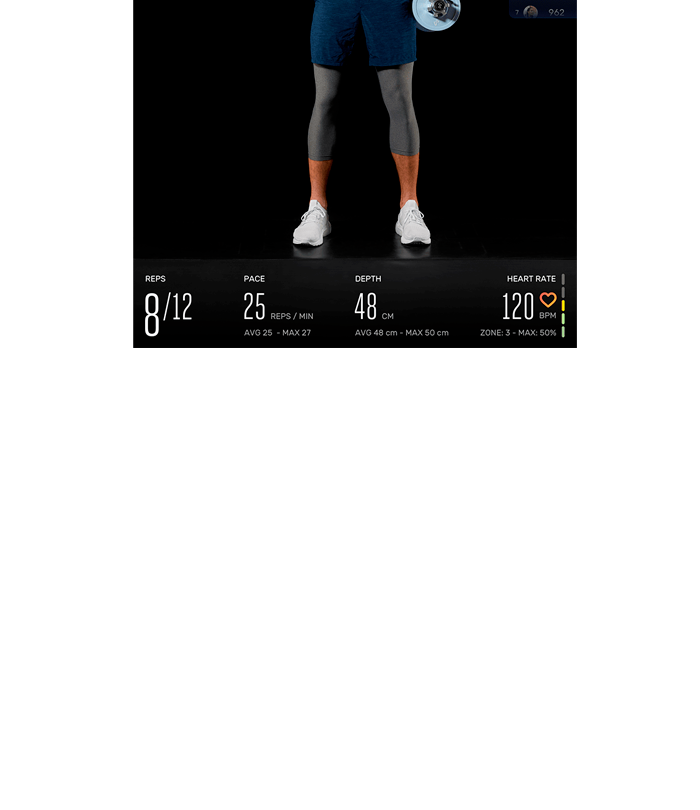 7 962
REPS
8/12
PACE
25 REPS / MIN
AVG 25 - MAX 27
DEPTH
48 CM
AVG 48 cm - MAX 50 cm
HEART RATE
120 BPM
ZONE: 3 - MAX: 50%